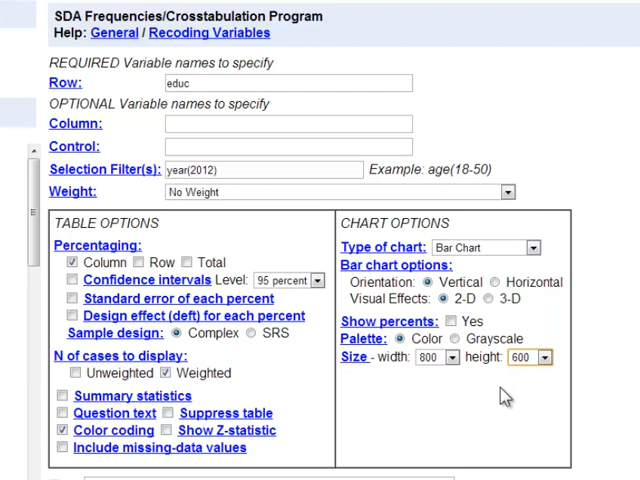 SDA Frequencies/Crosstabulation Program
Help: General / Recoding Variables
REQUIRED Variable names to specify
Row: educ
OPTIONAL Variable names to specify
Column:
Control:
Selection Filter(s): year(2012) Example: age(18-50)
Weight: No Weight
TABLE OPTIONS
Percentaging:
Column Row Total
Confidence intervals Level: 95 percent
Standard error of each percent
Design effect (deft) for each percent
Sample design: Complex SRS
N of cases to display:
Unweighted Weighted
Summary statistics
Question text Suppress table
Color coding Show Z-statistic
Include missing-data values
CHART OPTIONS
Type of chart: Bar Chart
Bar chart options:
Orientation: Vertical Horizontal
Visual Effects: 2-D 3-D
Show percents: Yes
Palette: Color Grayscale
Size - width: 800 height: 600